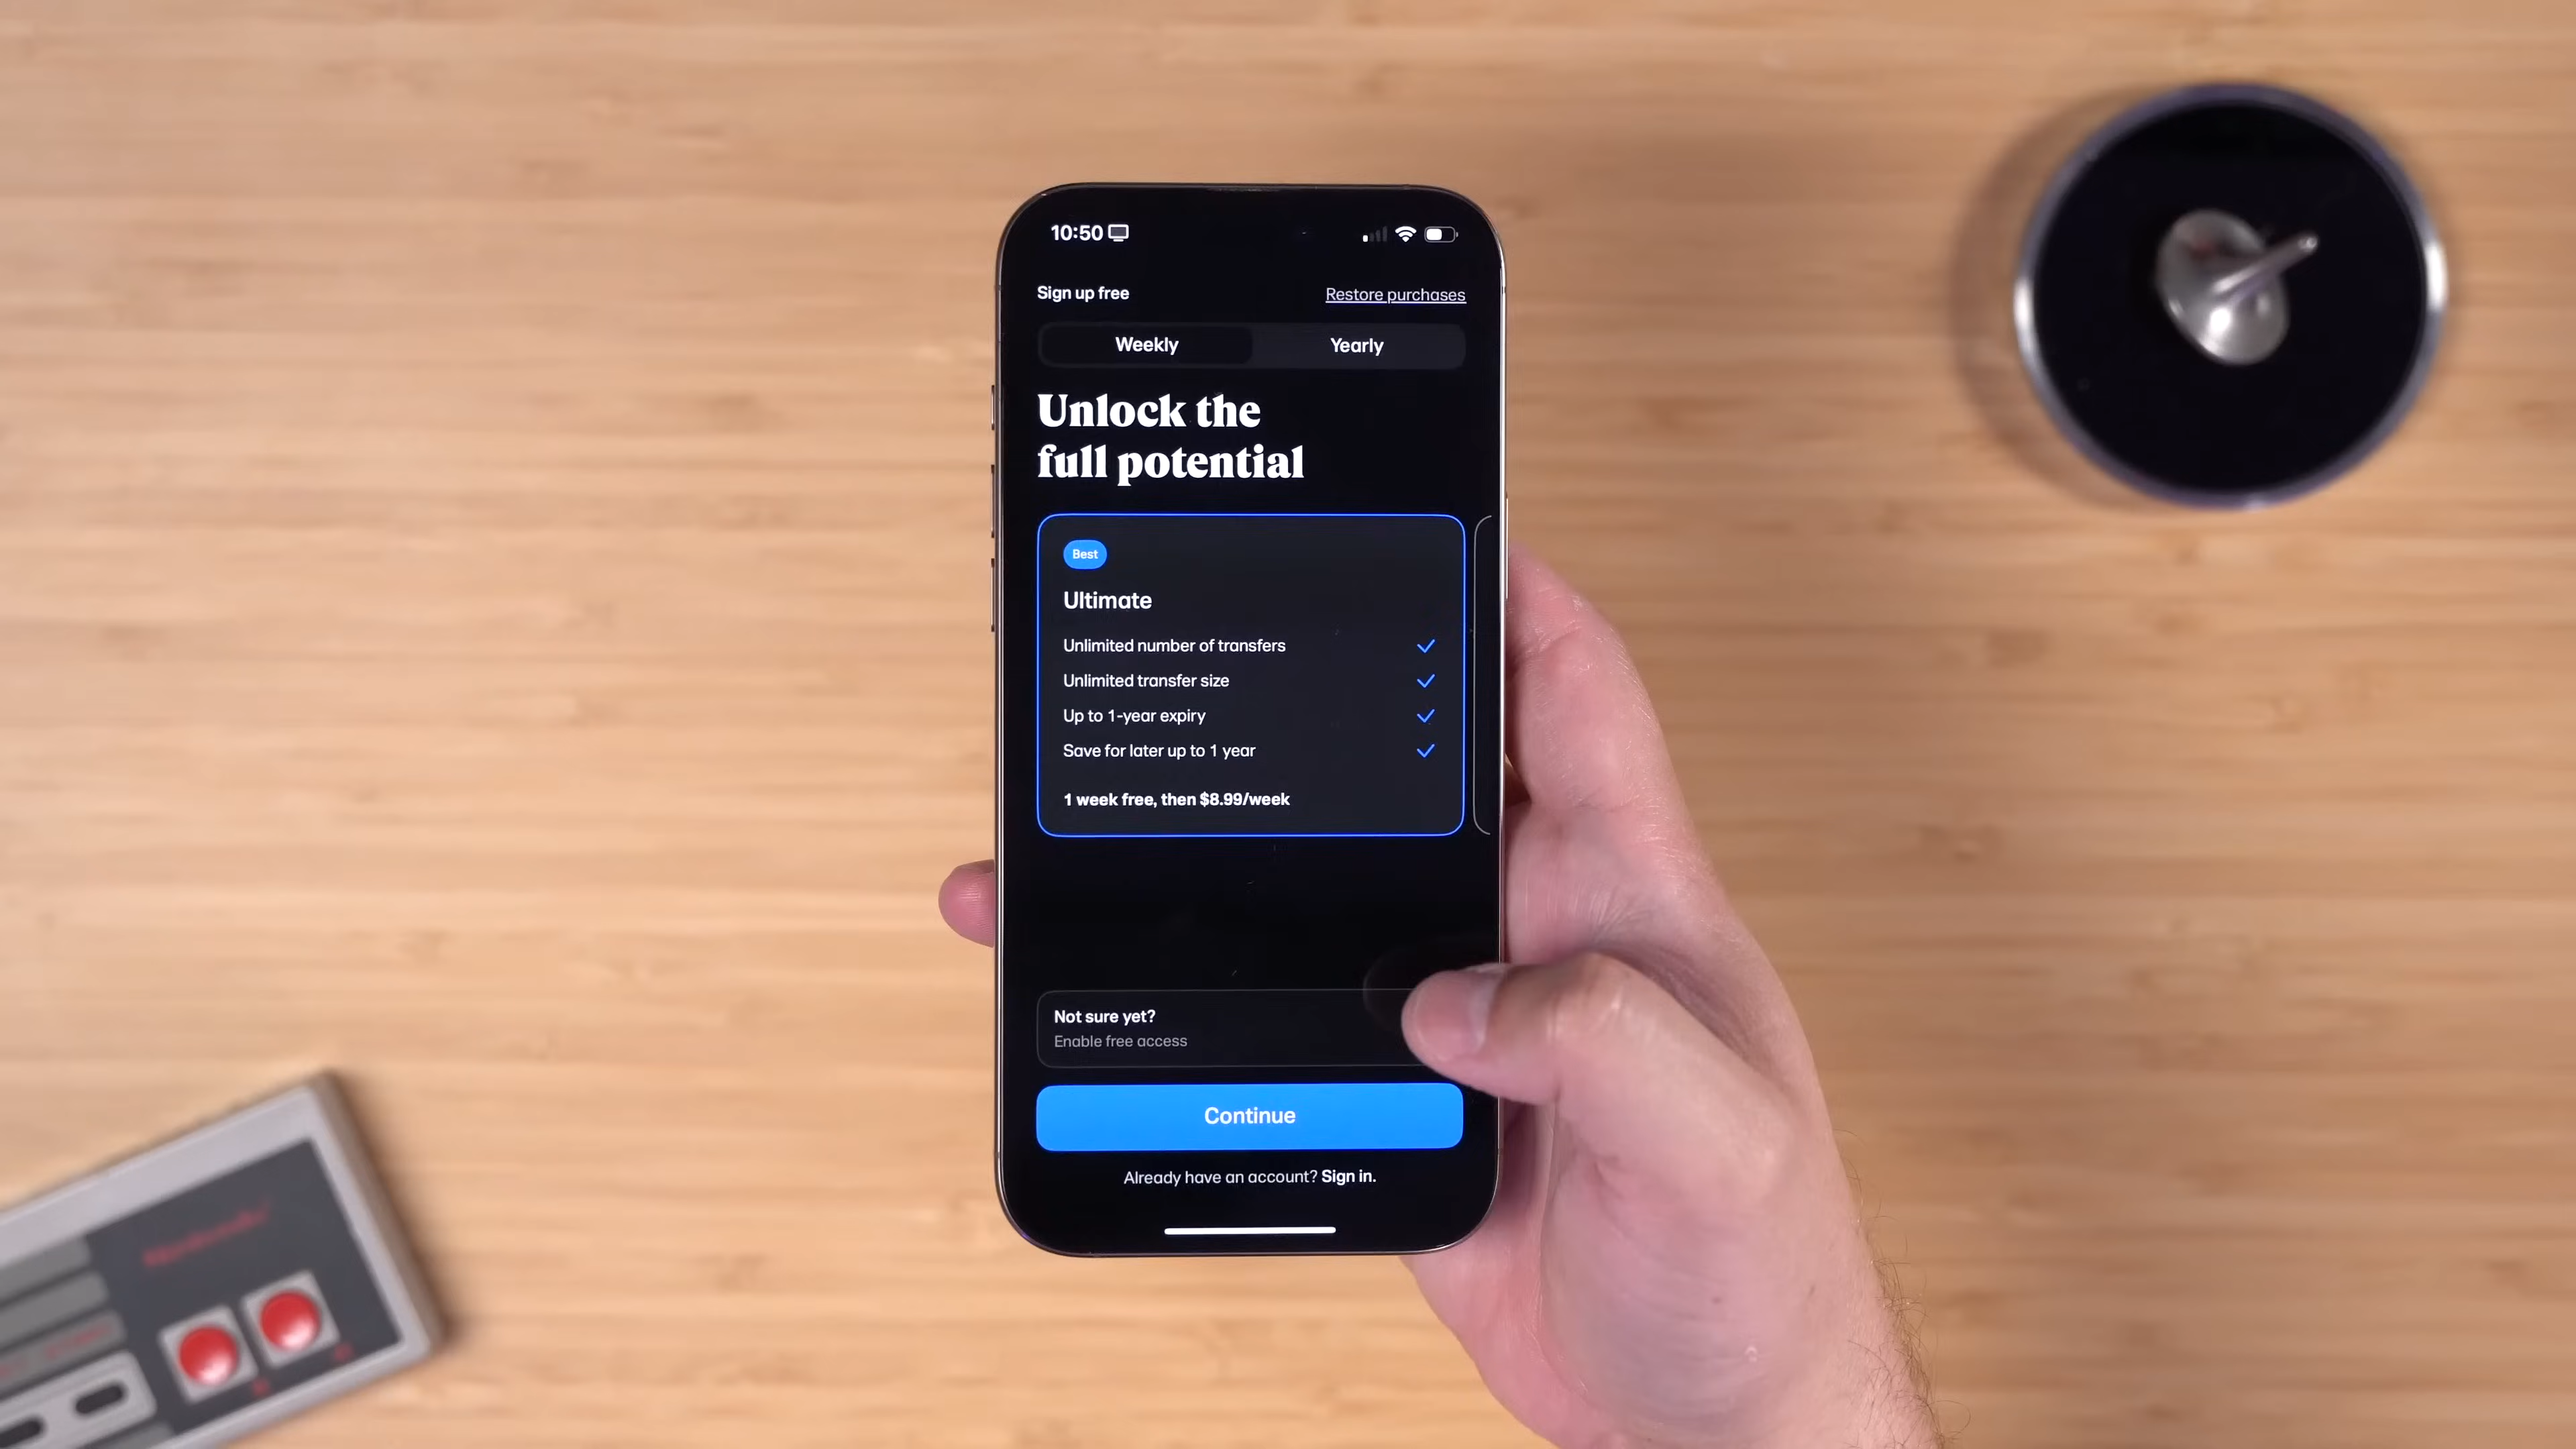 10:50
Sign up free
Restore purchases
Weekly
Yearly
Unlock the
full potential
Best
Ultimate
Unlimited number of transfers
Unlimited transfer size
Up to 1-year expiry
Save for later up to 1 year
1 week free, then $8.99/week
Not sure yet?
Enable free access
Continue
Already have an account? Sign in.
Nintendo